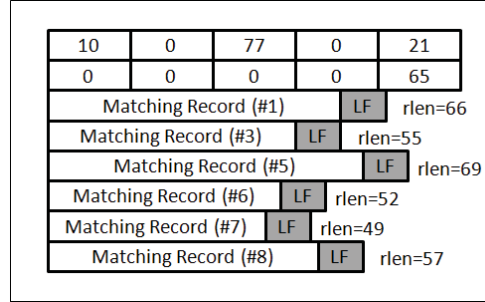 10 0 77 0 21
0 0 0 0 65
Matching Record (#1) LF rlen=66
Matching Record (#3) LF rlen=55
Matching Record (#5) LF rlen=69
Matching Record (#6) LF rlen=52
Matching Record (#7) LF rlen=49
Matching Record (#8) LF rlen=57